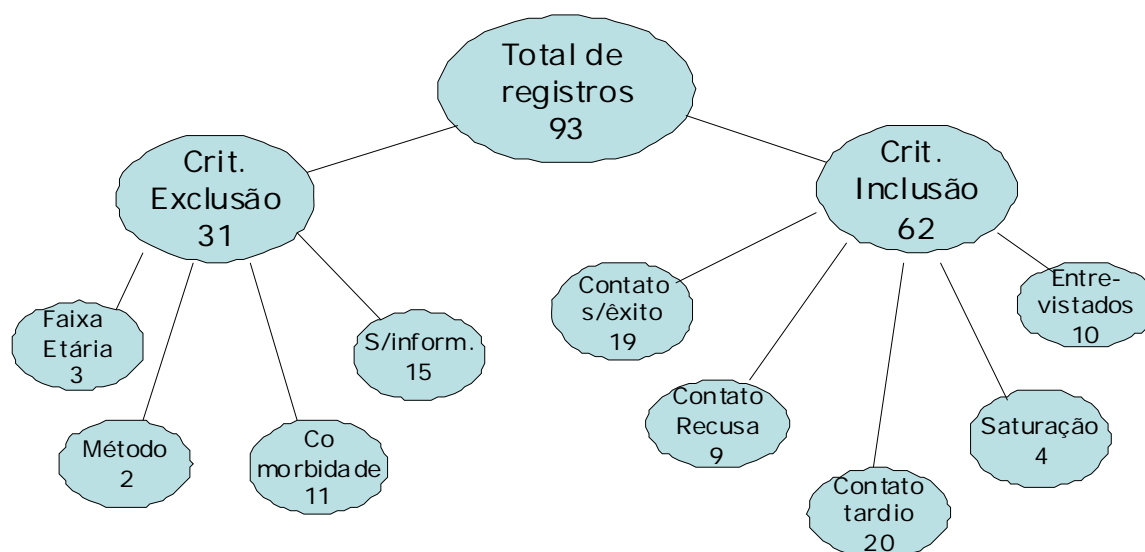 Total de
registros
93
Crit.
Exclusão
31
Crit.
Inclusão
62
Faixa
Etária
3
Método
2
Co
morbidade
11
S/inform.
15
Contato
s/êxito
19
Contato
Recusa
9
Contato
tardio
20
Saturação
4
Entre-
vistados
10